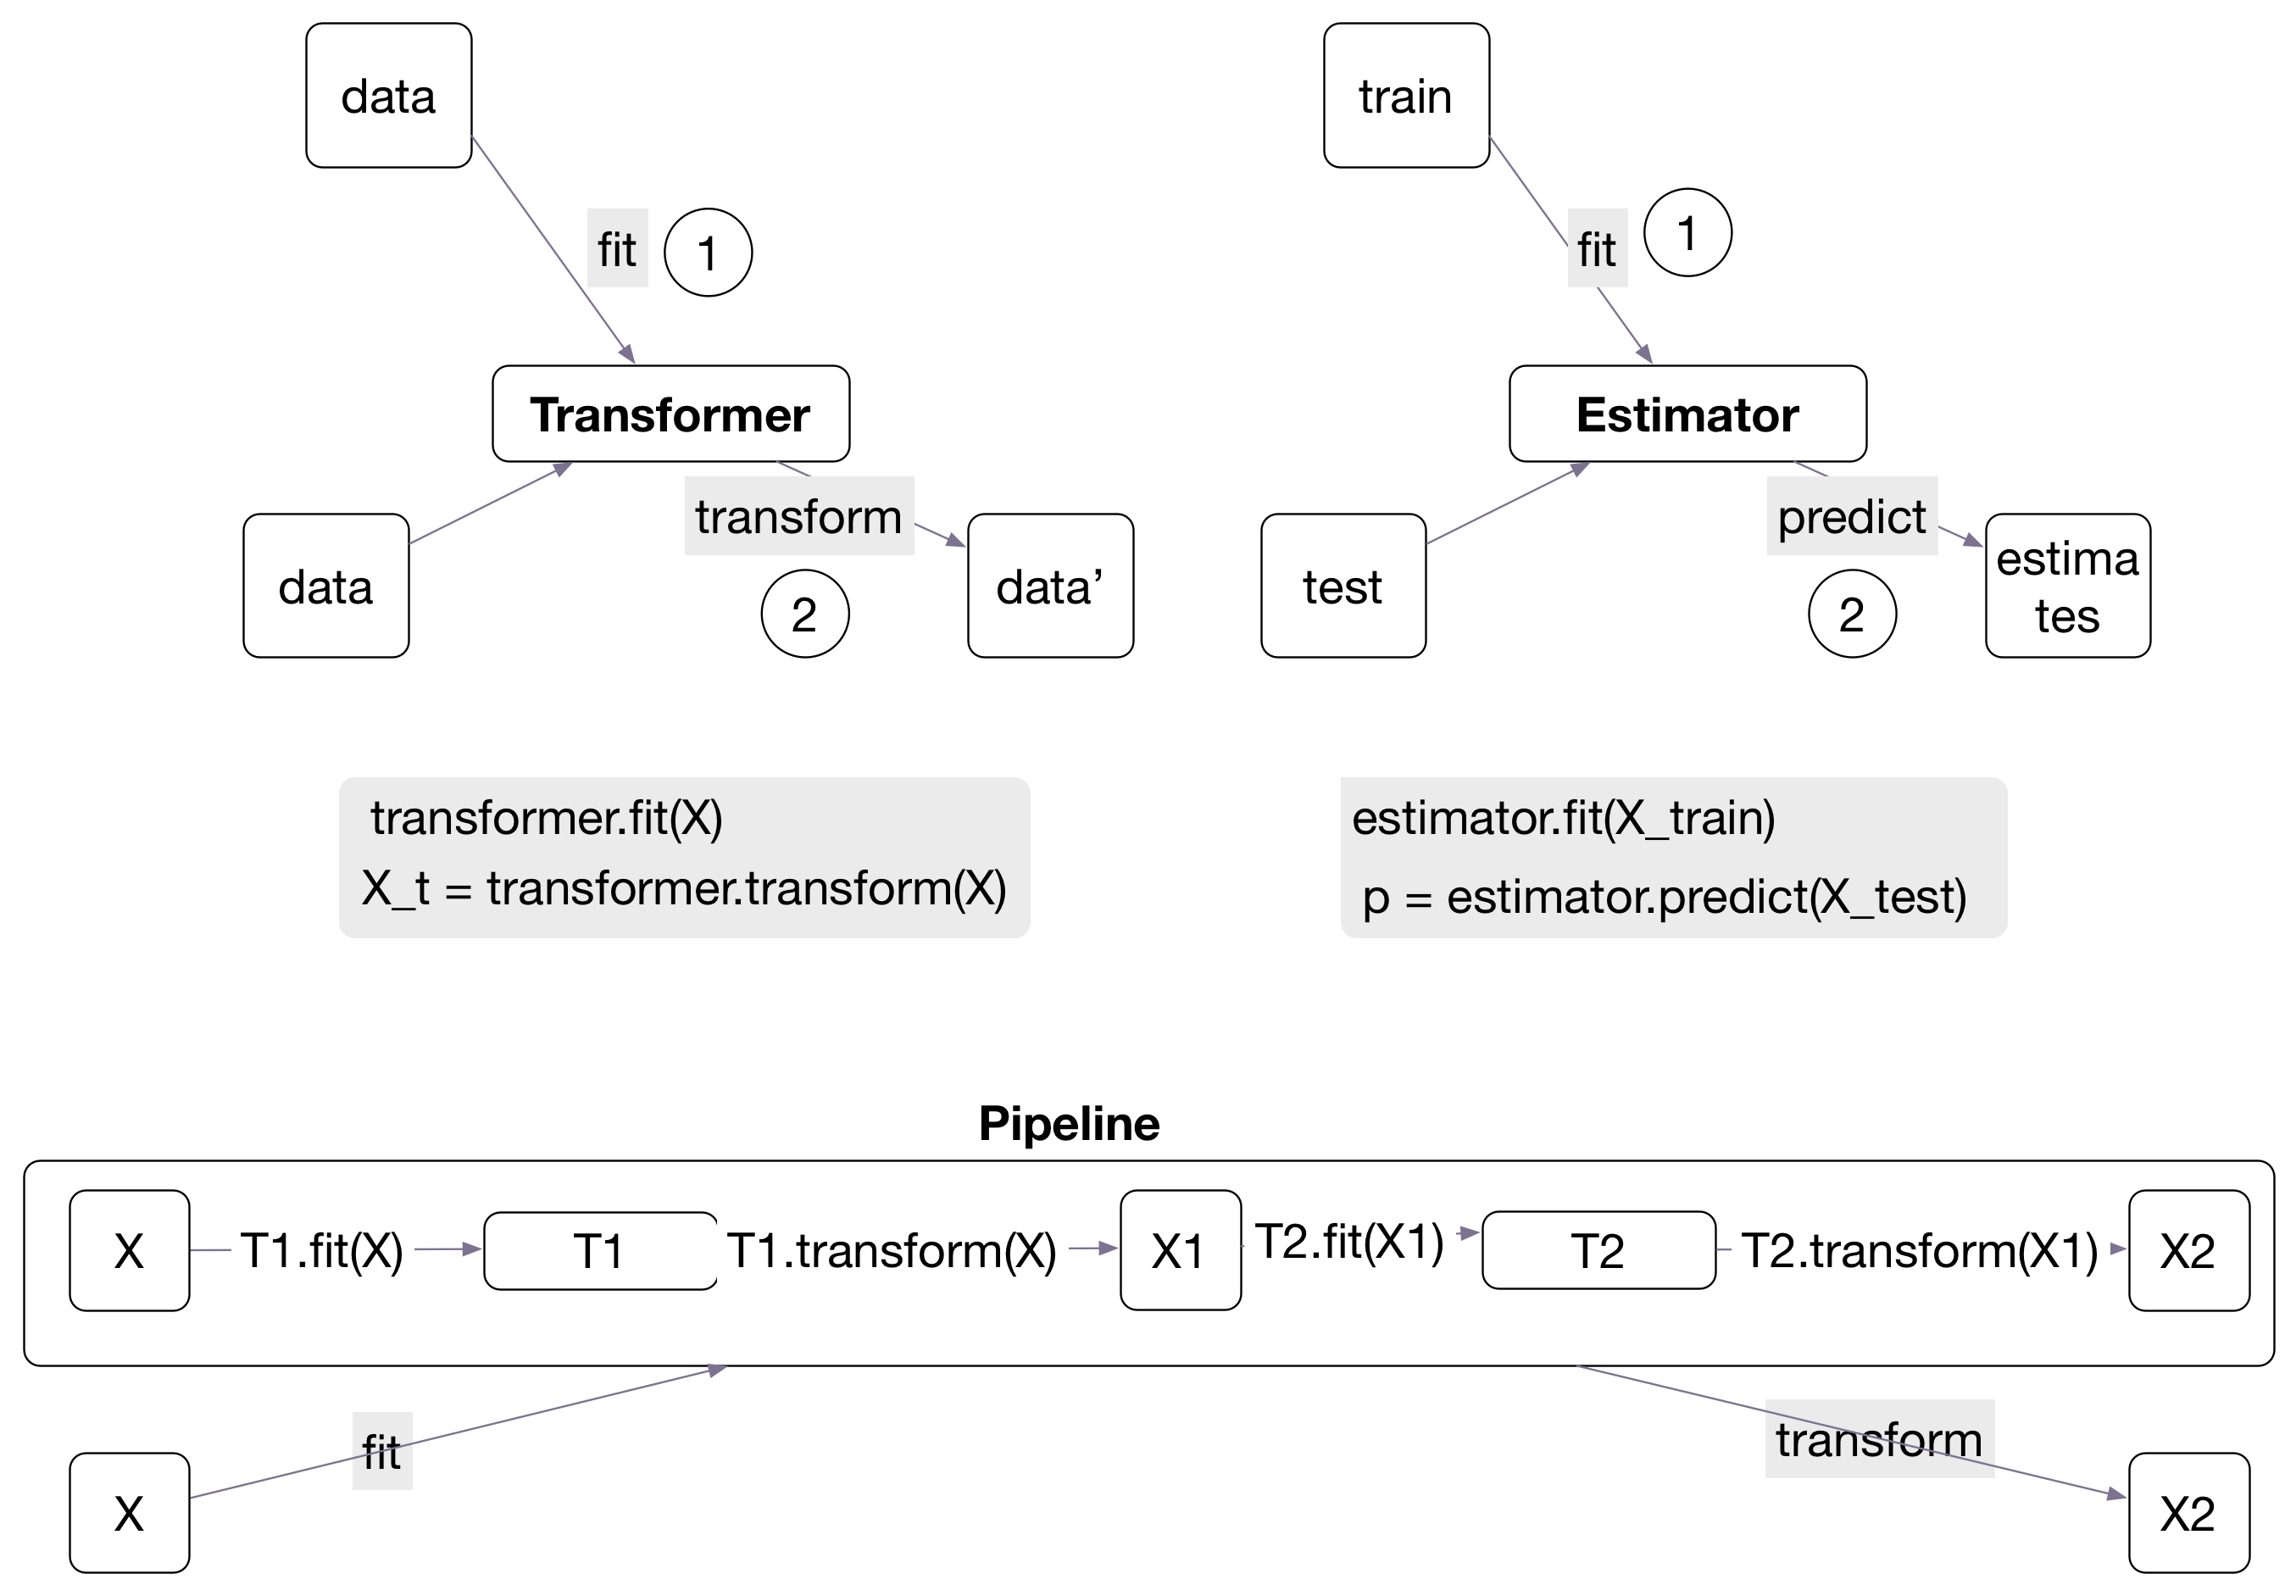 data
fit
1
Transformer
data
transform
2
data’
train
fit
1
Estimator
test
predict
2
estima
tes
transformer.fit(X)
X_t = transformer.transform(X)
estimator.fit(X_train)
p = estimator.predict(X_test)
Pipeline
X
T1.fit(X)
T1
T1.transform(X)
X1
T2.fit(X1)
T2
T2.transform(X1)
X2
fit
transform
X
X2